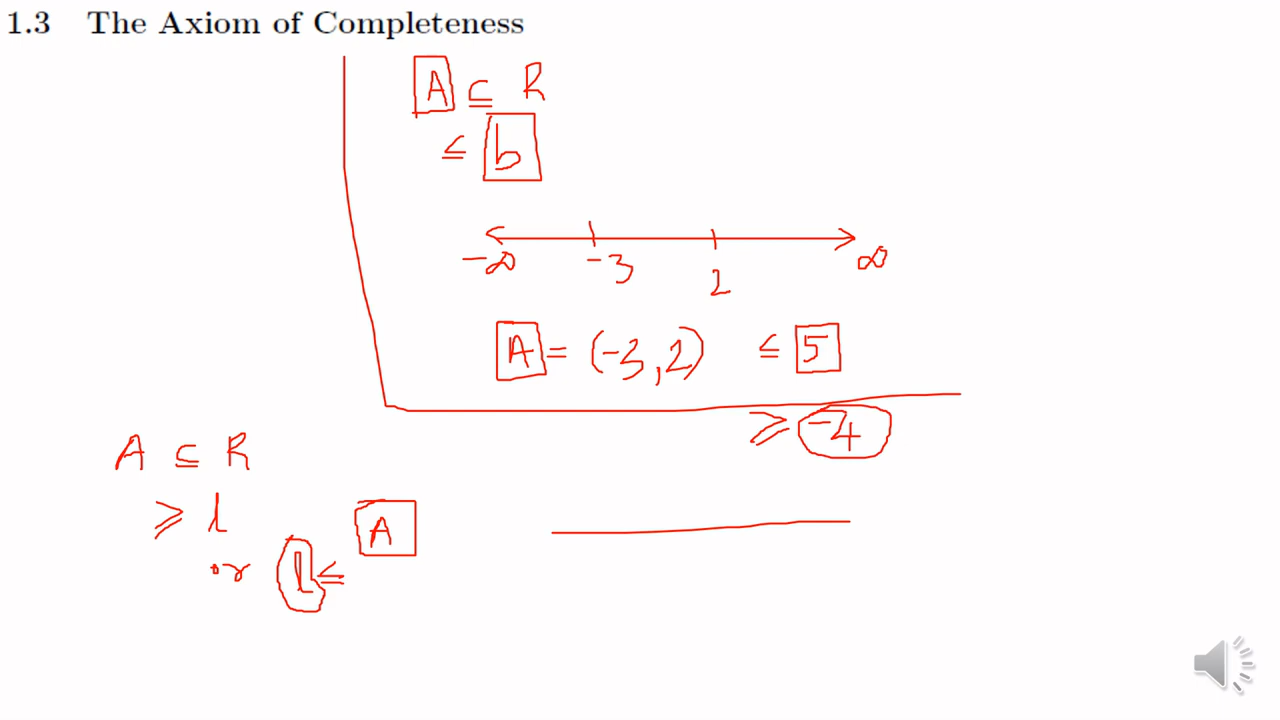 1.3 The Axiom of Completeness
A ⊆ R
≤ b
-∞ -3 2 ∞
A = (-3, 2) ≤ 5
≥ -4
A ⊆ R
≥ l
A
or l ≤